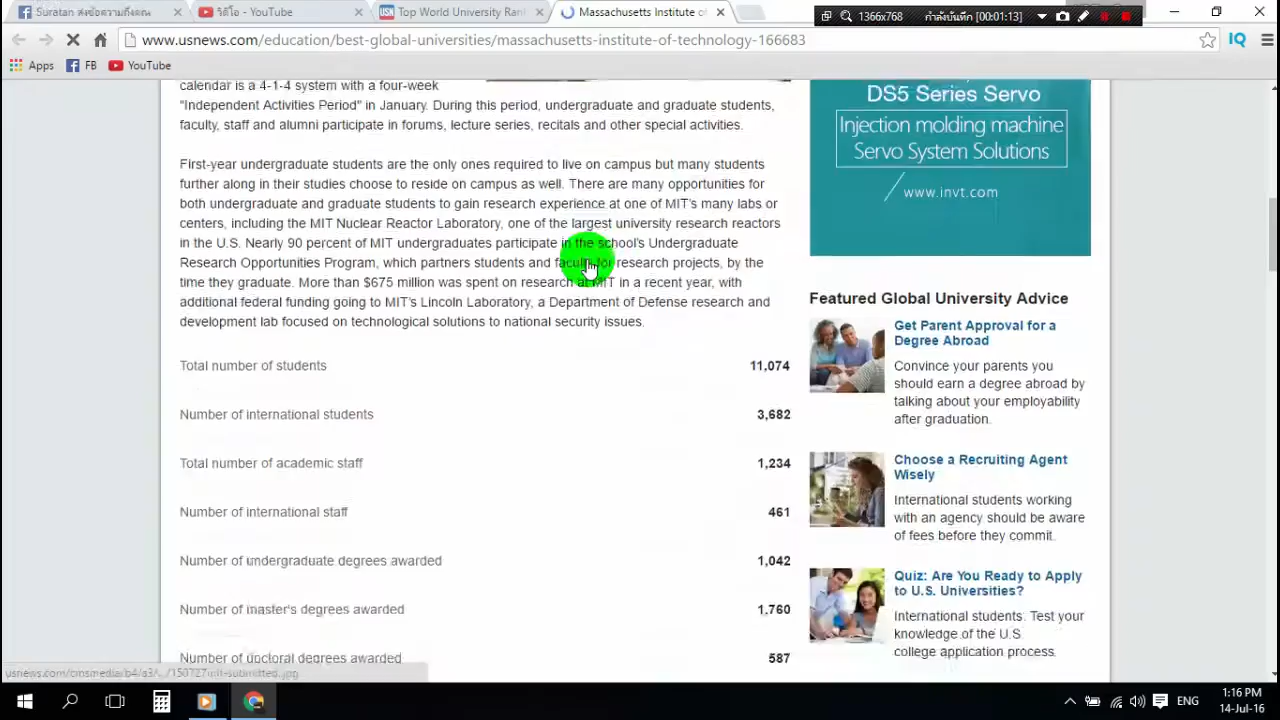 Suratan ส่งข้อความถึงคุณ
วิดีโอ - YouTube
Top World University Rank
Massachusetts Institute of
1366x768
กำลังบันทึก [00:01:13]
www.usnews.com/education/best-global-universities/massachusetts-institute-of-technology-166683
IQ
Apps
FB
YouTube
calendar is a 4-1-4 system with a four-week
"Independent Activities Period" in January. During this period, undergraduate and graduate students,
faculty, staff and alumni participate in forums, lecture series, recitals and other special activities.
First-year undergraduate students are the only ones required to live on campus but many students
further along in their studies choose to reside on campus as well. There are many opportunities for
both undergraduate and graduate students to gain research experience at one of MIT's many labs or
centers, including the MIT Nuclear Reactor Laboratory, one of the largest university research reactors
in the U.S. Nearly 90 percent of MIT undergraduates participate in the school's Undergraduate
Research Opportunities Program, which partners students and faculty for research projects, by the
time they graduate. More than $675 million was spent on research at MIT in a recent year, with
additional federal funding going to MIT's Lincoln Laboratory, a Department of Defense research and
development lab focused on technological solutions to national security issues.
Total number of students 11,074
Number of international students 3,682
Total number of academic staff 1,234
Number of international staff 461
Number of undergraduate degrees awarded 1,042
Number of master's degrees awarded 1,760
Number of doctoral degrees awarded 587
DS5 Series Servo
Injection molding machine
Servo System Solutions
www.invt.com
Featured Global University Advice
Get Parent Approval for a
Degree Abroad
Convince your parents you
should earn a degree abroad by
talking about your employability
after graduation.
Choose a Recruiting Agent
Wisely
International students working
with an agency should be aware
of fees before they commit.
Quiz: Are You Ready to Apply
to U.S. Universities?
International students: Test your
knowledge of the U.S.
college application process.
ENG
1:16 PM
14-Jul-16